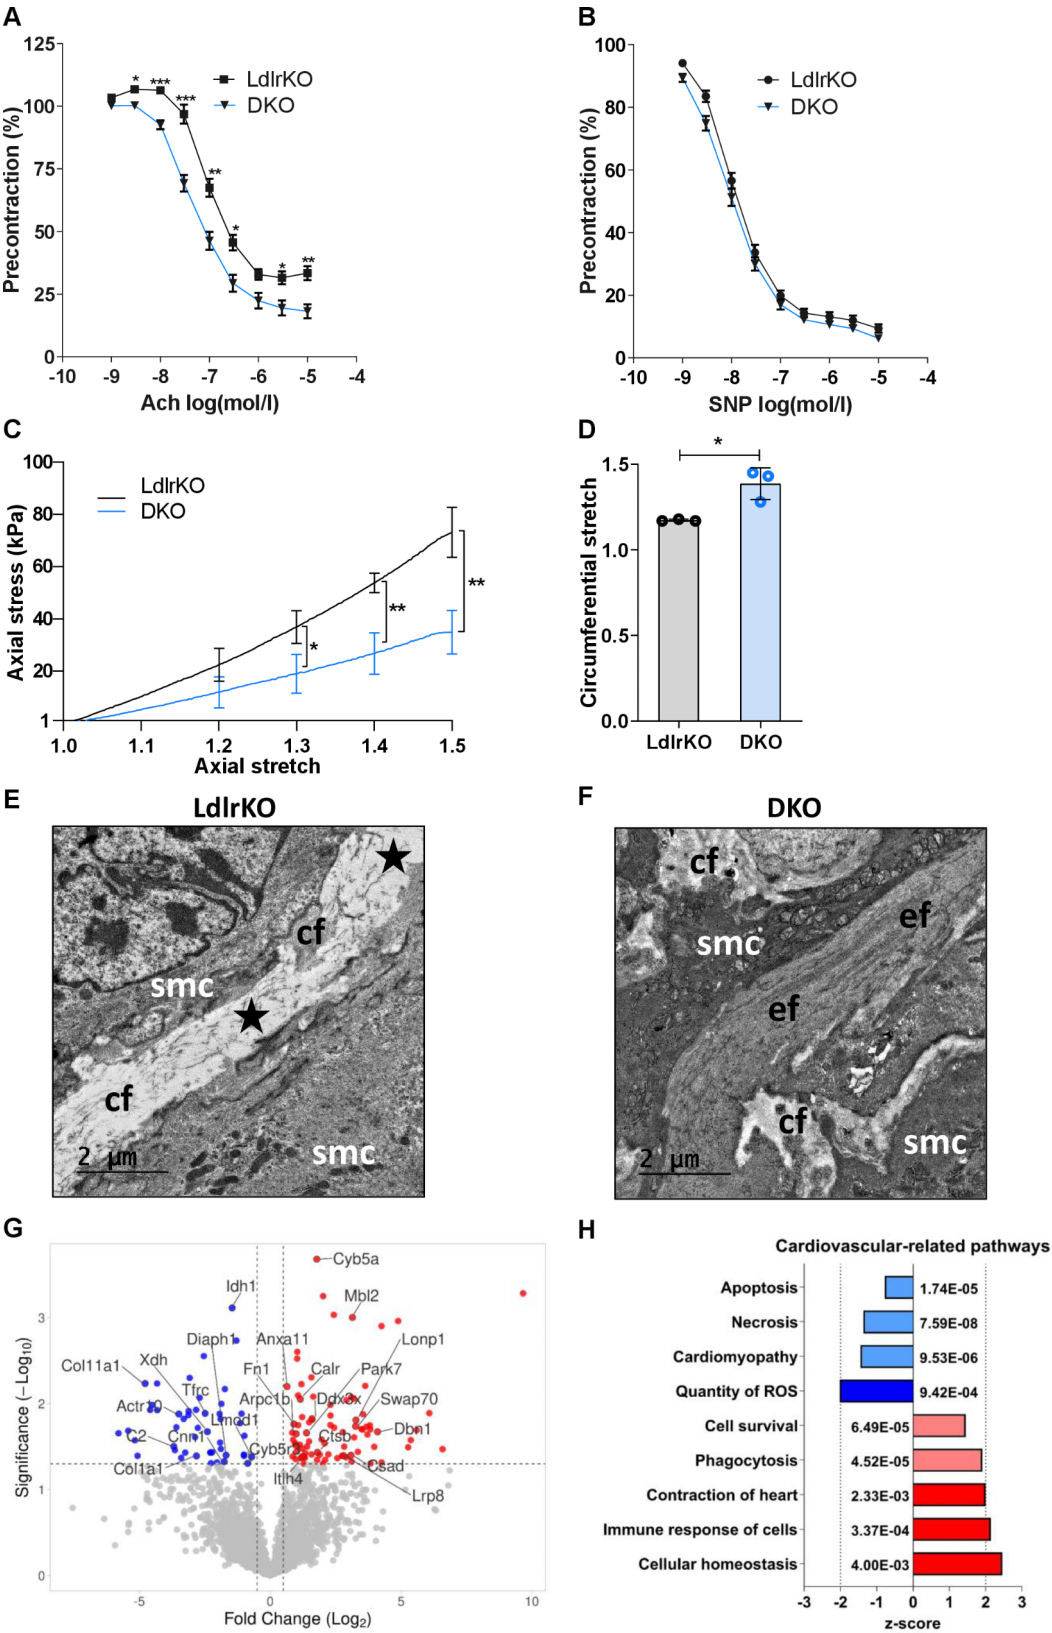 A
125
100
75
50
25
0
-10
-9
-8
-7
-6
-5
-4
Precontraction (%)
Ach log(mol/l)
LdlrKO
DKO
*
***
***
**
*
*
**
B
100
80
60
40
20
0
-10
-9
-8
-7
-6
-5
-4
Precontraction (%)
SNP log(mol/l)
LdlrKO
DKO
C
100
80
60
40
20
1
1.0
1.1
1.2
1.3
1.4
1.5
Axial stress (kPa)
Axial stretch
LdlrKO
DKO
*
**
**
D
1.5
1.0
0.5
0.0
Circumferential stretch
*
LdlrKO
DKO
E
LdlrKO
cf
smc
cf
smc
2 µm
F
DKO
cf
ef
smc
ef
cf
smc
2 µm
G
Cyb5a
Idh1
Mbl2
Diaph1
Anxa11
Lonp1
Col11a1
Xdh
Fn1
Calr
Park7
Tfrc
Arpc1b
Ddx3x
Swap70
Actr10
Lmod1
Dbn1
C2
Cnn1
Cyb5r3
Ctsb
Col1a1
Itih4
Csad
Lrp8
3
2
1
0
-5
0
5
10
Significance (−Log10)
Fold Change (Log2)
H
Cardiovascular-related pathways
Apoptosis 1.74E-05
Necrosis 7.59E-08
Cardiomyopathy 9.53E-06
Quantity of ROS 9.42E-04
Cell survival 6.49E-05
Phagocytosis 4.52E-05
Contraction of heart 2.33E-03
Immune response of cells 3.37E-04
Cellular homeostasis 4.00E-03
-3 -2 -1 0 1 2 3
z-score